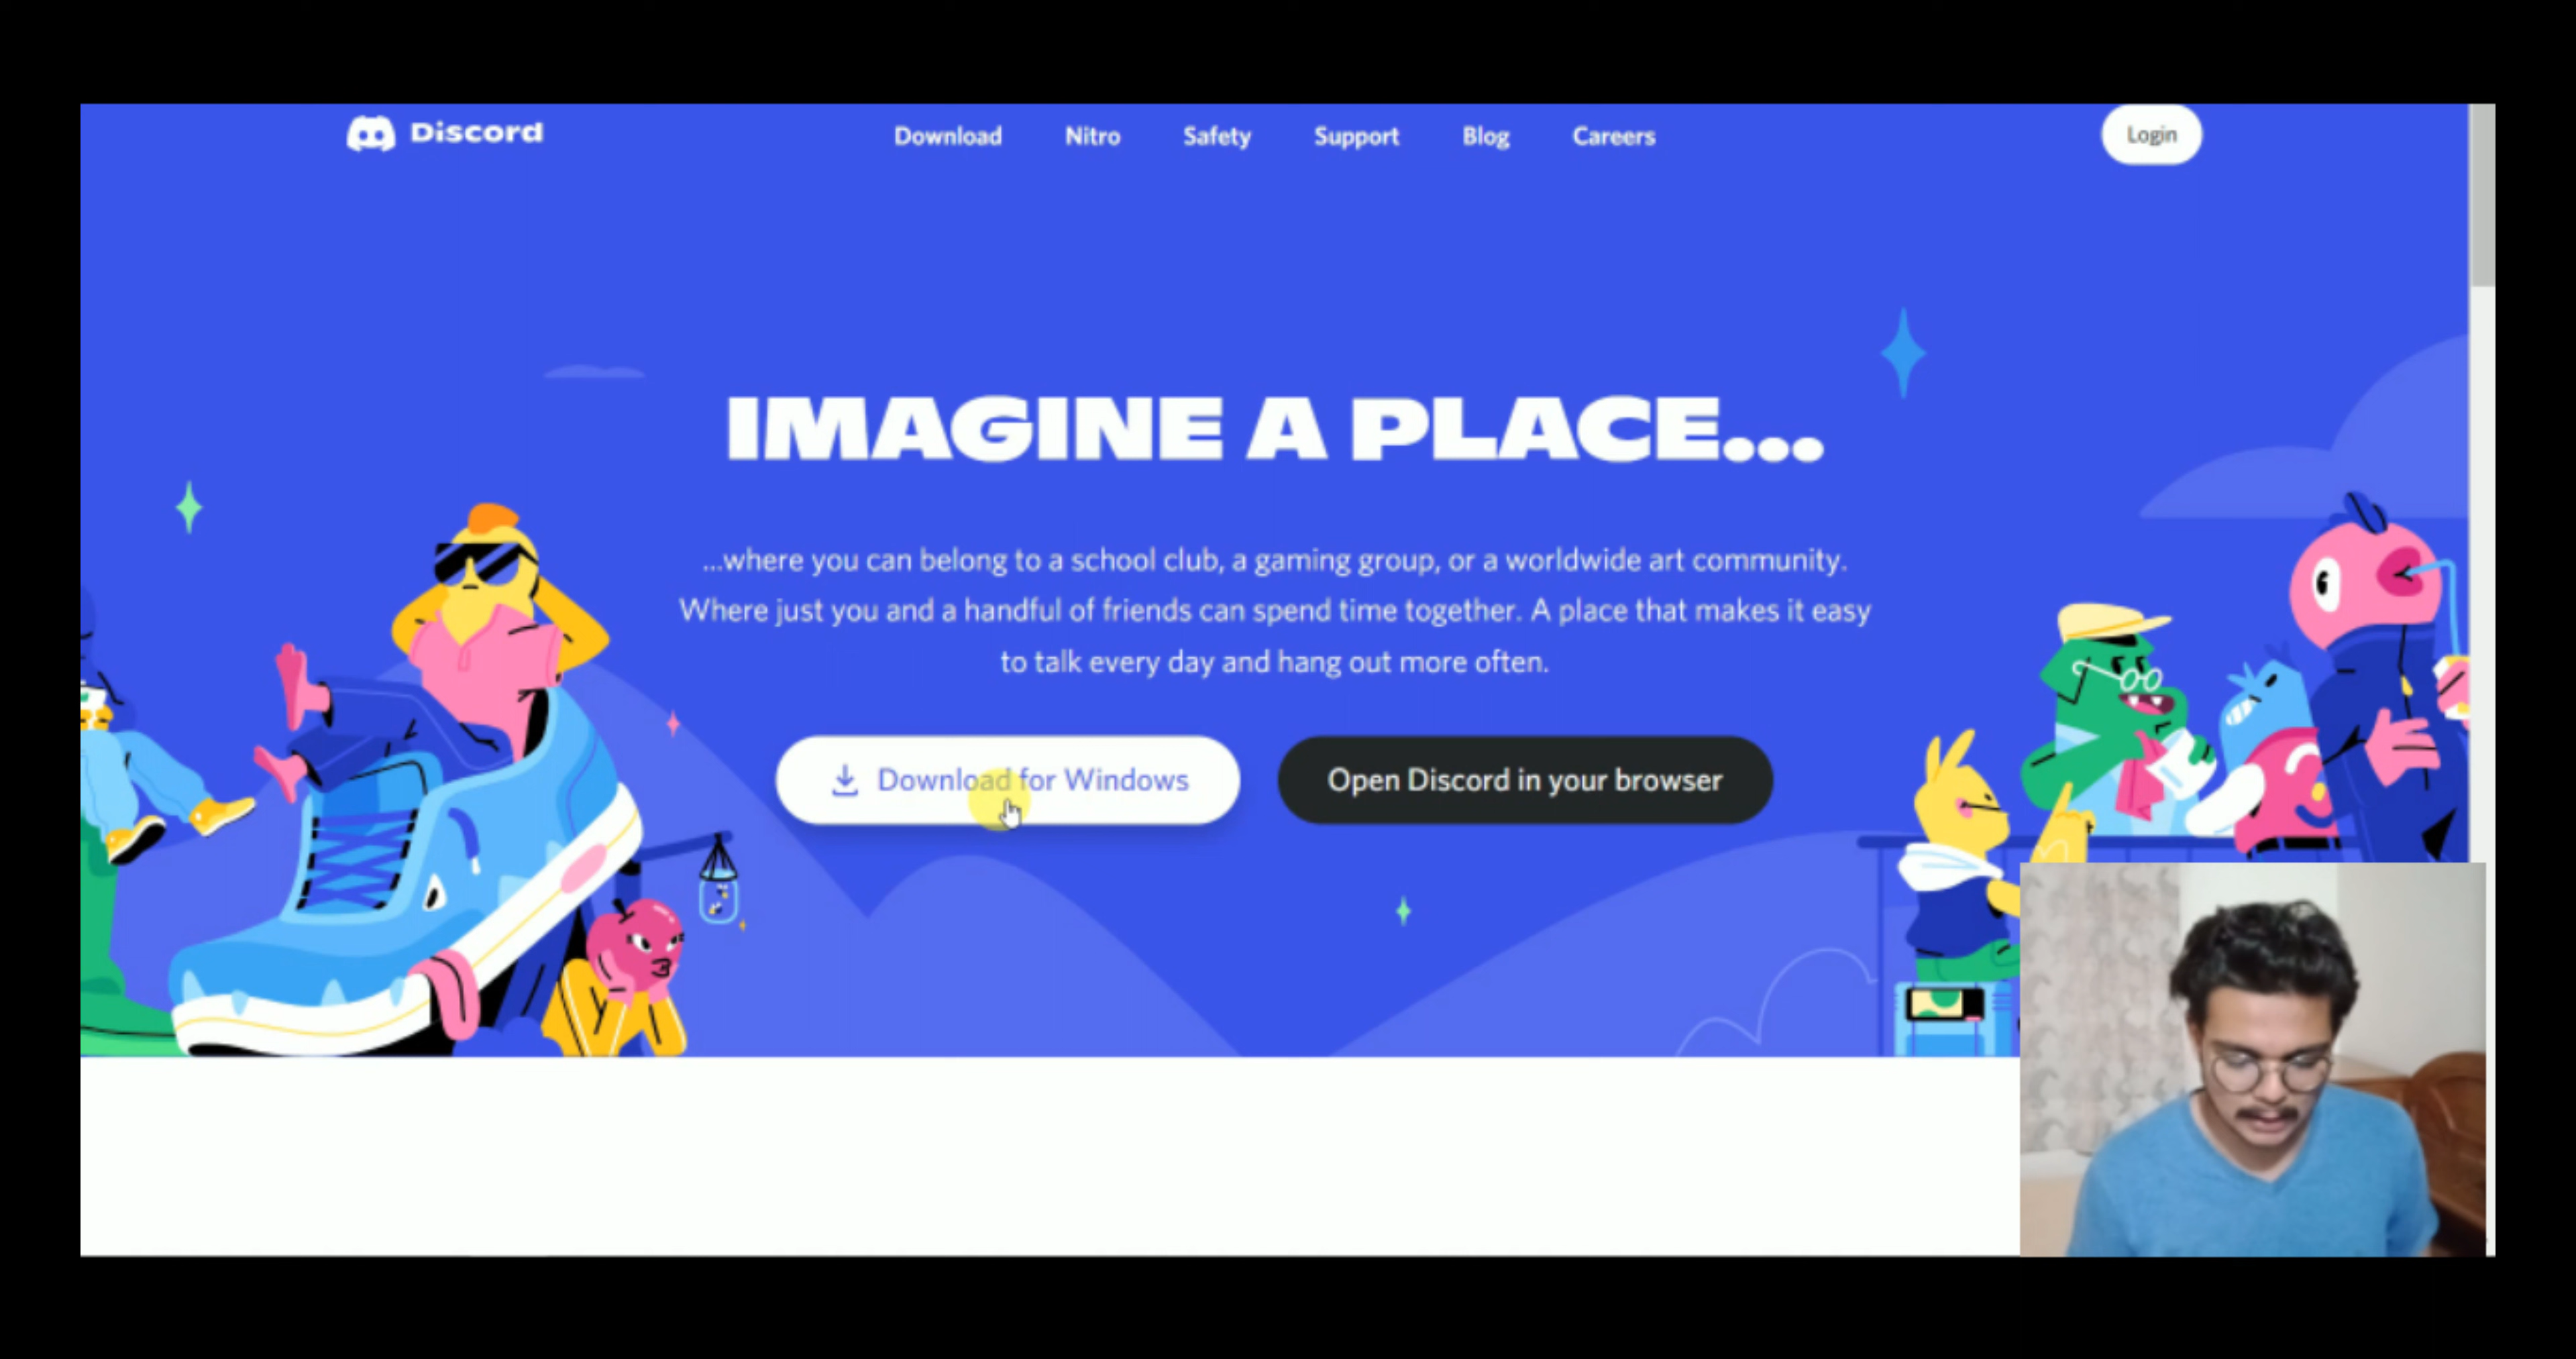 Discord
Download Nitro Safety Support Blog Careers
Login
IMAGINE A PLACE...
...where you can belong to a school club, a gaming group, or a worldwide art community.
Where just you and a handful of friends can spend time together. A place that makes it easy
to talk every day and hang out more often.
Download for Windows
Open Discord in your browser